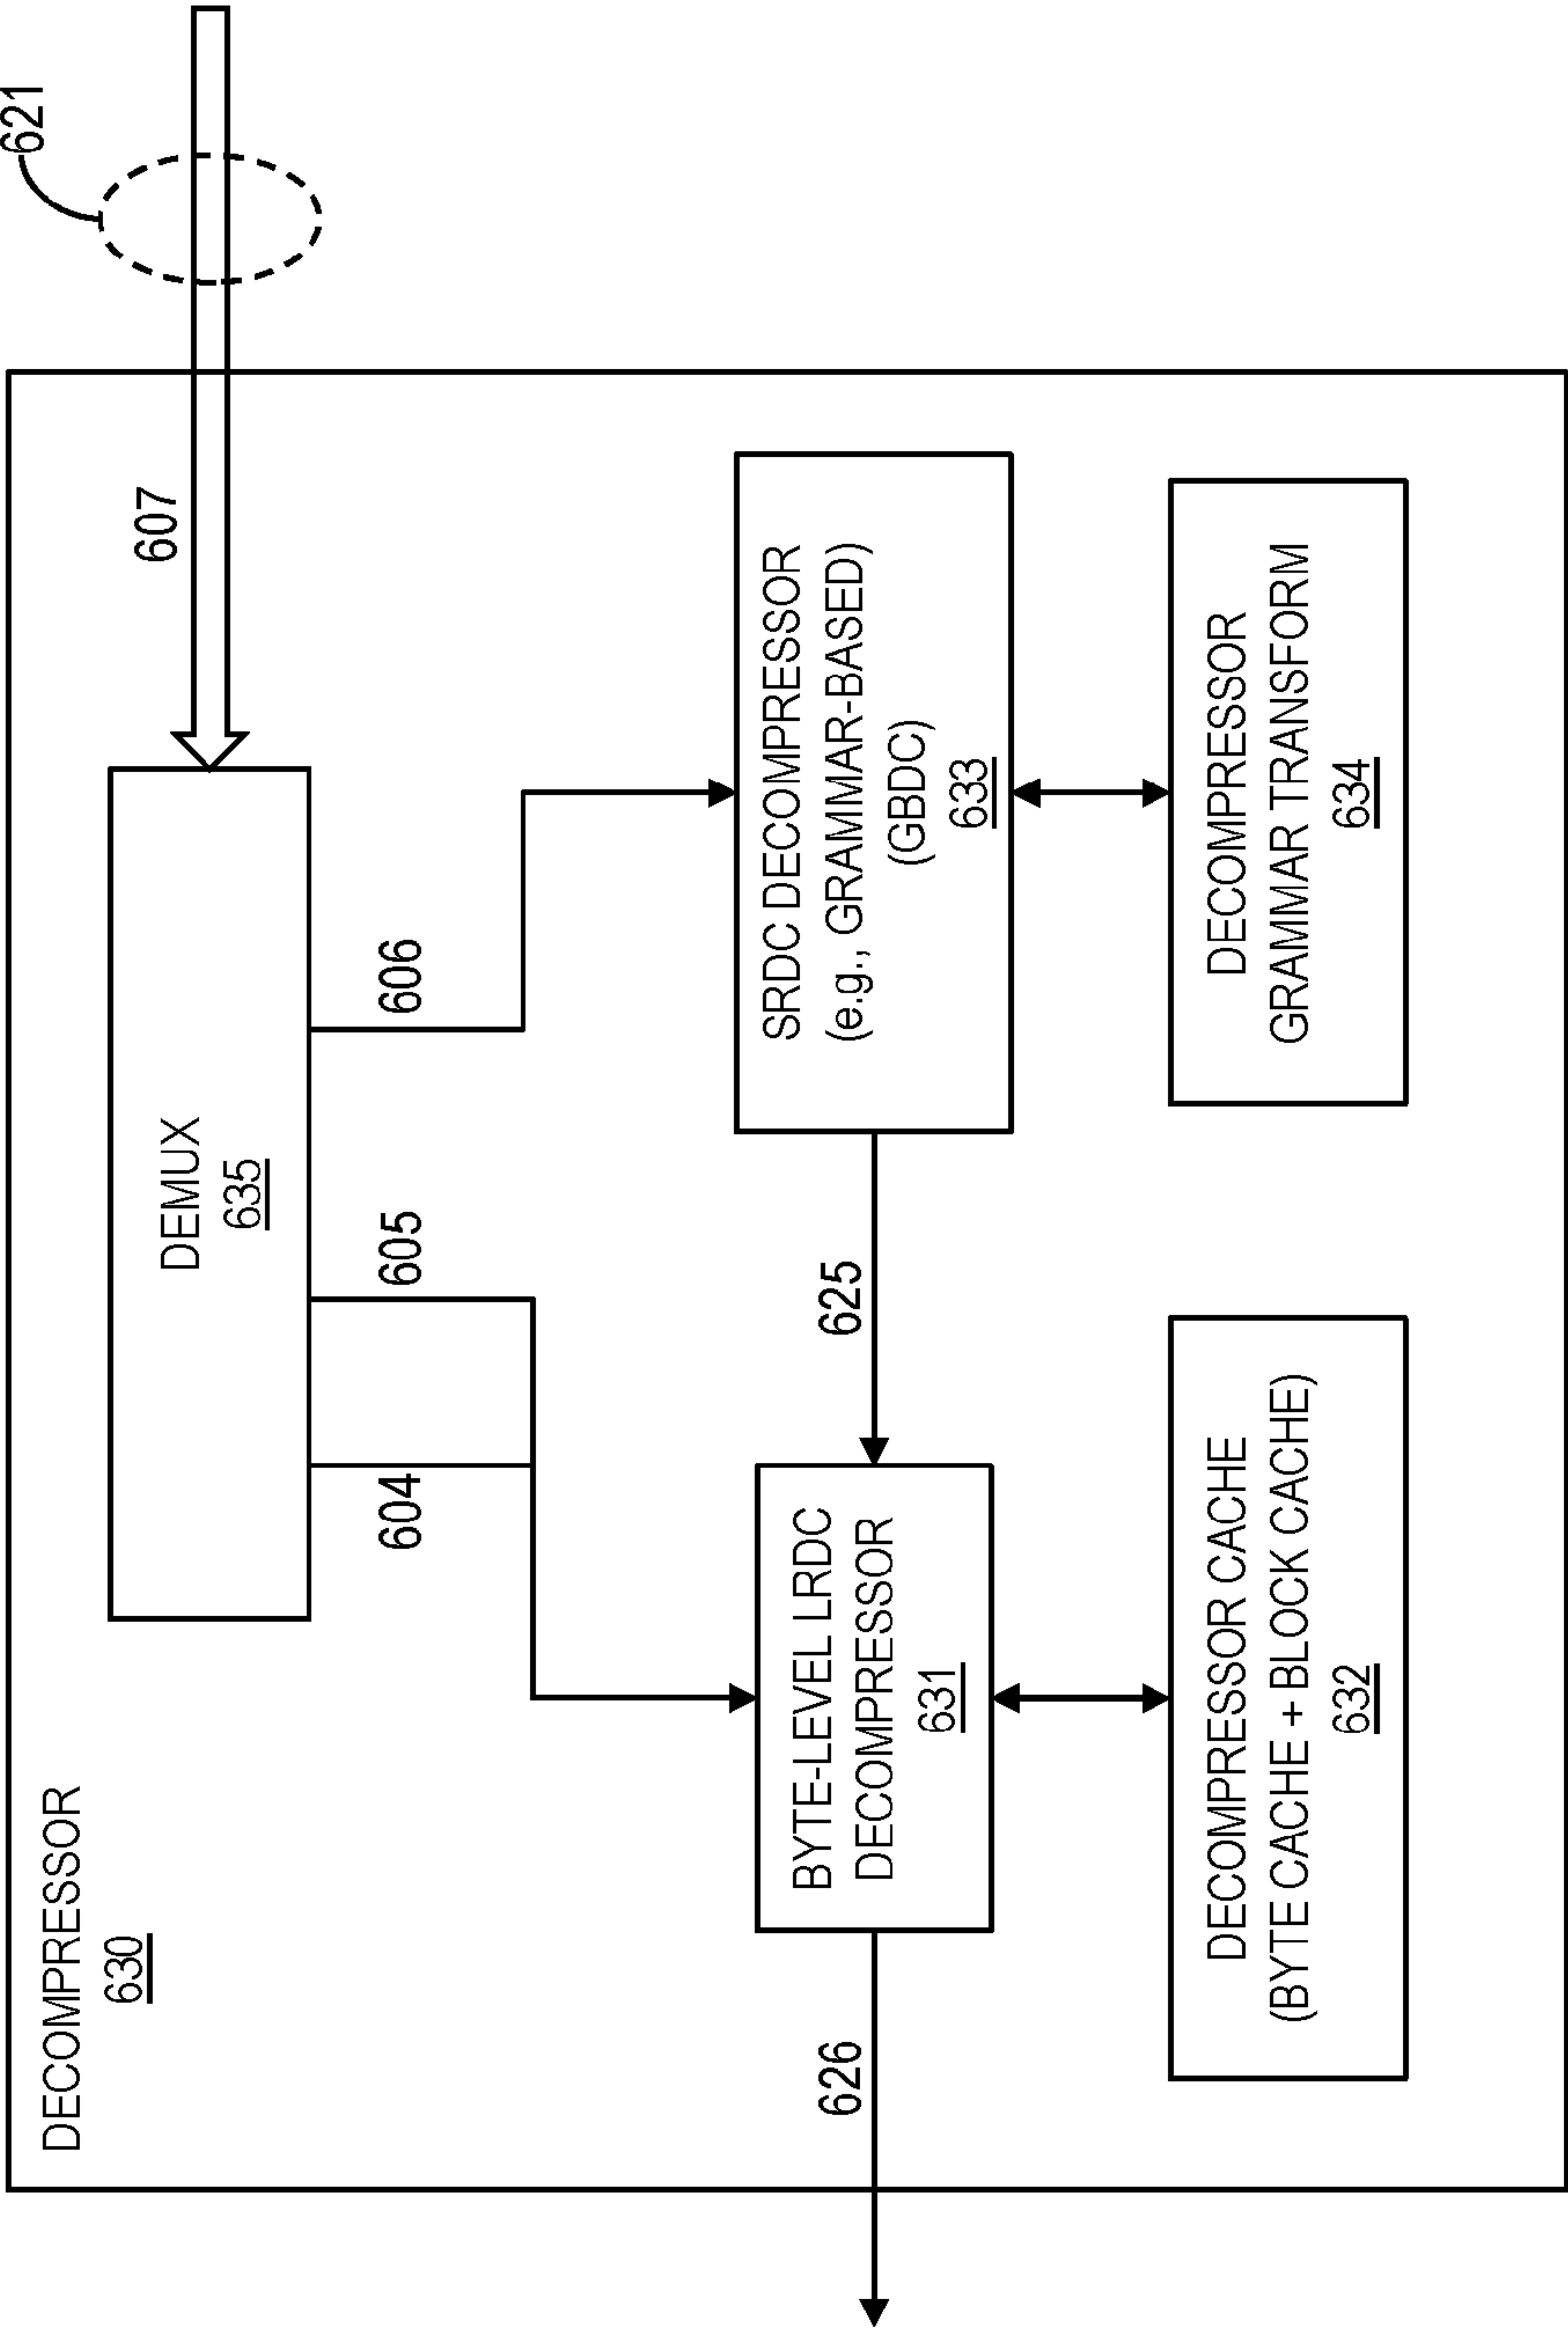 DECOMPRESSOR
630
621
607
DEMUX
635
604
605
606
BYTE-LEVEL LRDC
DECOMPRESSOR
631
625
626
SRDC DECOMPRESSOR
(e.g., GRAMMAR-BASED)
(GBDC)
633
DECOMPRESSOR CACHE
(BYTE CACHE + BLOCK CACHE)
632
DECOMPRESSOR
GRAMMAR TRANSFORM
634